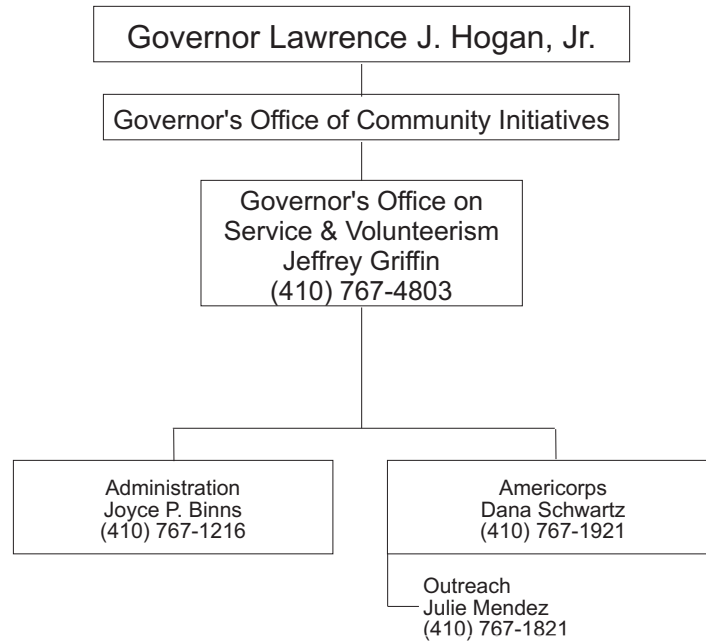 Governor Lawrence J. Hogan, Jr.
Governor's Office of Community Initiatives
Governor's Office on
Service & Volunteerism
Jeffrey Griffin
(410) 767-4803
Administration
Joyce P. Binns
(410) 767-1216
Americorps
Dana Schwartz
(410) 767-1921
Outreach
Julie Mendez
(410) 767-1821